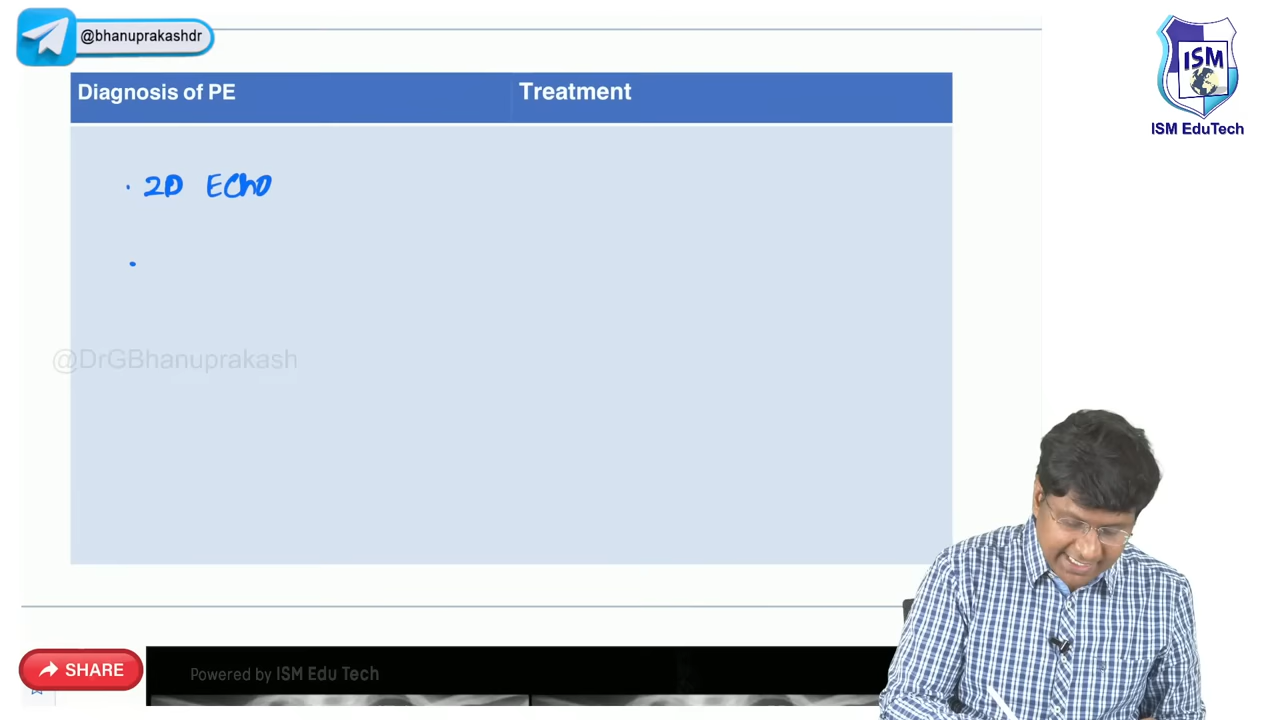 @bhanuprakashdr
ISM
ISM EduTech
Diagnosis of PE
Treatment
· 2D ECHO
·
@DrGBhanuprakash
SHARE
Powered by ISM Edu Tech